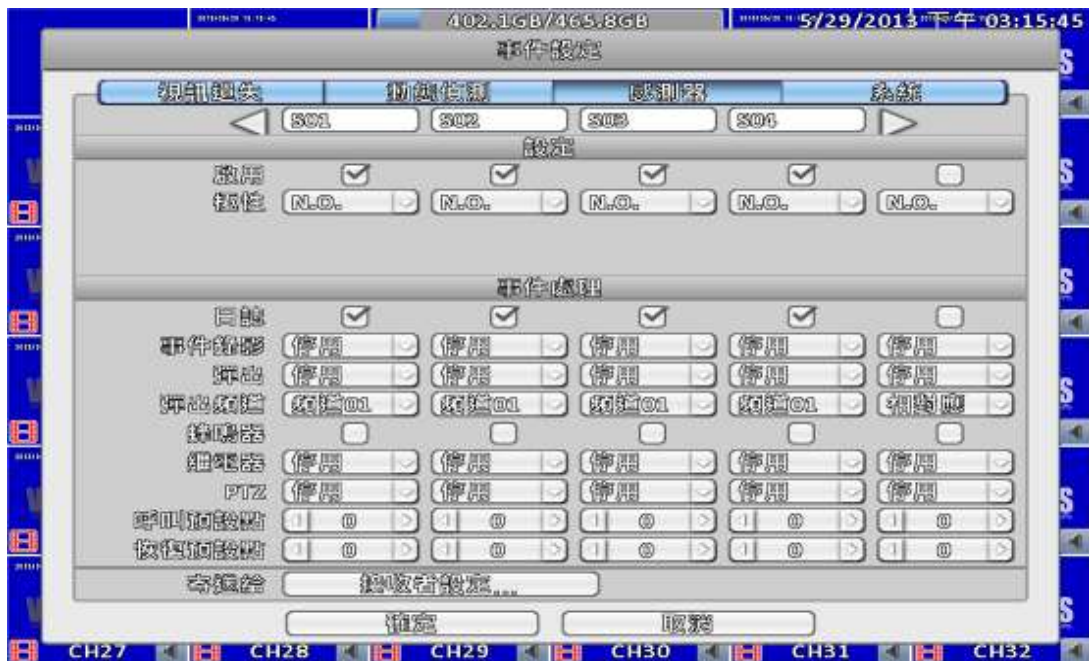 402.1GB/465.8GB
5/29/2013 下午 03:15:45
事件設定
視訊遺失 動態偵測 感測器 系統
S01 S02 S03 S04
設定
啟用
極性 N.O. N.O. N.O. N.O. N.O.
事件處理
日誌
事件錄影 停用 停用 停用 停用 停用
彈出 停用 停用 停用 停用 停用
彈出頻道 頻道01 頻道01 頻道01 頻道01 相對應
蜂鳴器
繼電器 停用 停用 停用 停用 停用
PTZ 停用 停用 停用 停用 停用
呼叫預設點 0 0 0 0 0
恢復預設點 0 0 0 0 0
寄送給 接收者設定...
確定 取消
CH27 CH28 CH29 CH30 CH31 CH32